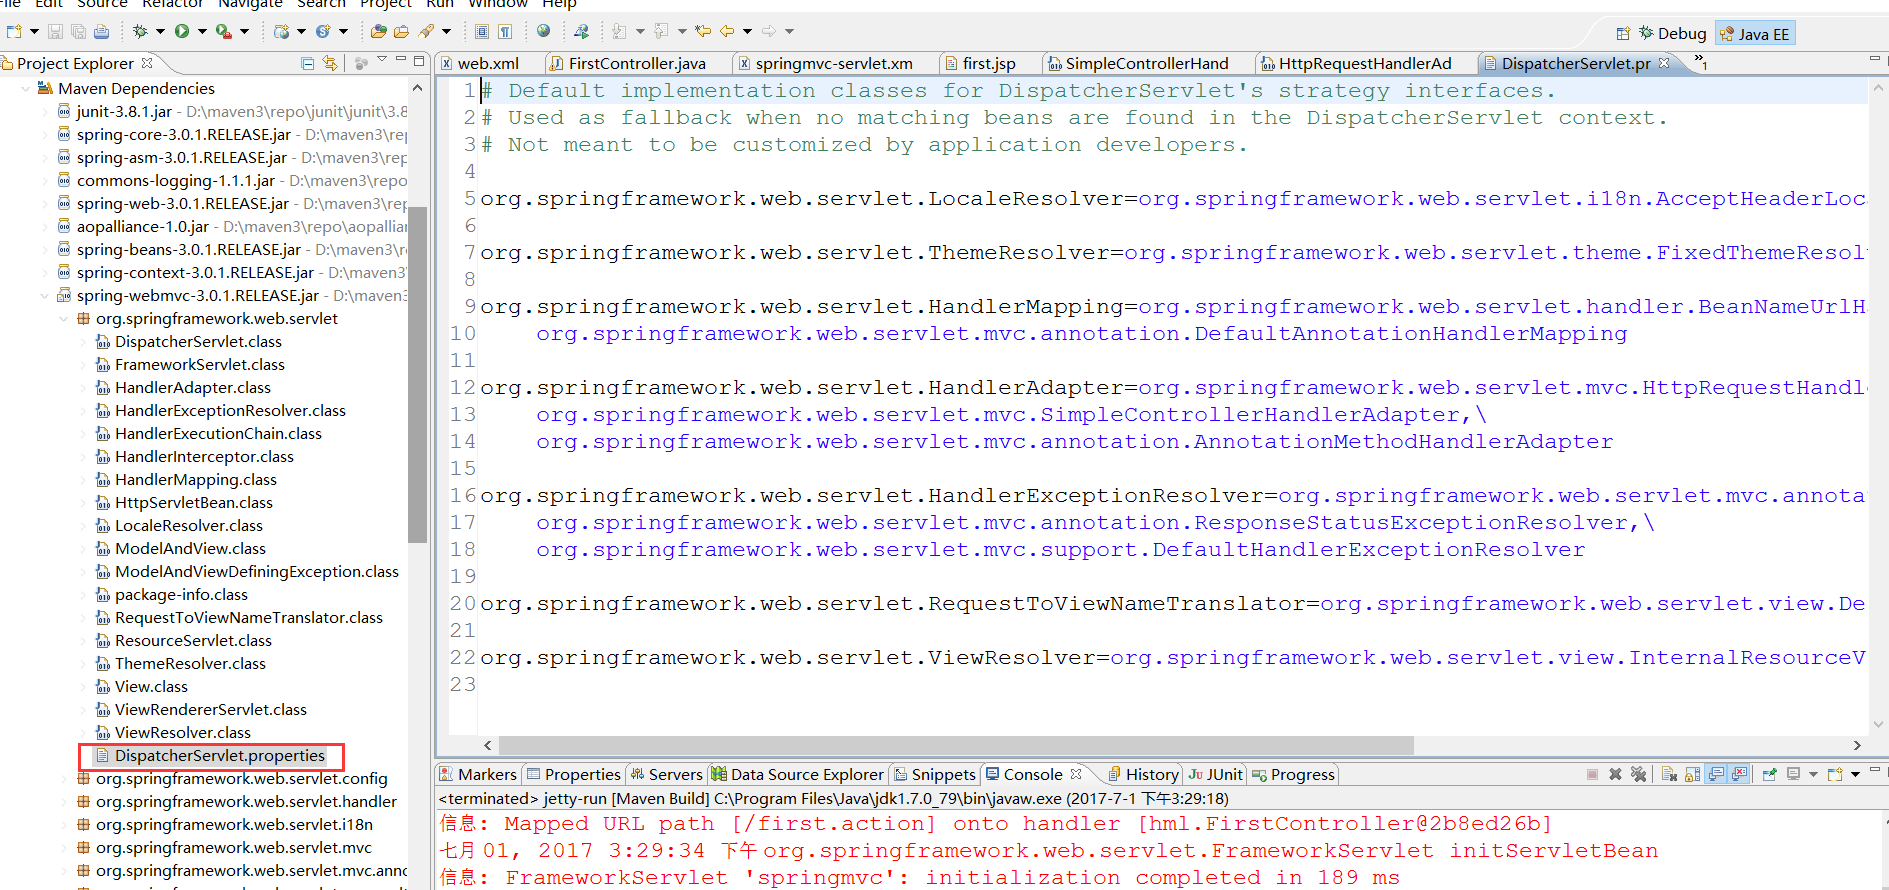 File Edit Source Refactor Navigate Search Project Run Window Help
Debug Java EE
Project Explorer
web.xml FirstController.java springmvc-servlet.xm first.jsp SimpleControllerHand HttpRequestHandlerAd DispatcherServlet.pr »1
Maven Dependencies
junit-3.8.1.jar - D:\maven3\repo\junit\junit\3.8
spring-core-3.0.1.RELEASE.jar - D:\maven3\rep
spring-asm-3.0.1.RELEASE.jar - D:\maven3\rep
commons-logging-1.1.1.jar - D:\maven3\repo
spring-web-3.0.1.RELEASE.jar - D:\maven3\rep
aopalliance-1.0.jar - D:\maven3\repo\aopallia
spring-beans-3.0.1.RELEASE.jar - D:\maven3\r
spring-context-3.0.1.RELEASE.jar - D:\maven3\
spring-webmvc-3.0.1.RELEASE.jar - D:\maven3
org.springframework.web.servlet
DispatcherServlet.class
FrameworkServlet.class
HandlerAdapter.class
HandlerExceptionResolver.class
HandlerExecutionChain.class
HandlerInterceptor.class
HandlerMapping.class
HttpServletBean.class
LocaleResolver.class
ModelAndView.class
ModelAndViewDefiningException.class
package-info.class
RequestToViewNameTranslator.class
ResourceServlet.class
ThemeResolver.class
View.class
ViewRendererServlet.class
ViewResolver.class
DispatcherServlet.properties
org.springframework.web.servlet.config
org.springframework.web.servlet.handler
org.springframework.web.servlet.i18n
org.springframework.web.servlet.mvc
org.springframework.web.servlet.mvc.anno
1 # Default implementation classes for DispatcherServlet's strategy interfaces.
2 # Used as fallback when no matching beans are found in the DispatcherServlet context.
3 # Not meant to be customized by application developers.
4
5 org.springframework.web.servlet.LocaleResolver=org.springframework.web.servlet.i18n.AcceptHeaderLoc
6
7 org.springframework.web.servlet.ThemeResolver=org.springframework.web.servlet.theme.FixedThemeResol
8
9 org.springframework.web.servlet.HandlerMapping=org.springframework.web.servlet.handler.BeanNameUrlH
10 org.springframework.web.servlet.mvc.annotation.DefaultAnnotationHandlerMapping
11
12 org.springframework.web.servlet.HandlerAdapter=org.springframework.web.servlet.mvc.HttpRequestHandl
13 org.springframework.web.servlet.mvc.SimpleControllerHandlerAdapter,\
14 org.springframework.web.servlet.mvc.annotation.AnnotationMethodHandlerAdapter
15
16 org.springframework.web.servlet.HandlerExceptionResolver=org.springframework.web.servlet.mvc.annota
17 org.springframework.web.servlet.mvc.annotation.ResponseStatusExceptionResolver,\
18 org.springframework.web.servlet.mvc.support.DefaultHandlerExceptionResolver
19
20 org.springframework.web.servlet.RequestToViewNameTranslator=org.springframework.web.servlet.view.De
21
22 org.springframework.web.servlet.ViewResolver=org.springframework.web.servlet.view.InternalResourceV
23
Markers Properties Servers Data Source Explorer Snippets Console History JUnit Progress
<terminated> jetty-run [Maven Build] C:\Program Files\Java\jdk1.7.0_79\bin\javaw.exe (2017-7-1 下午3:29:18)
信息: Mapped URL path [/first.action] onto handler [hml.FirstController@2b8ed26b]
七月 01, 2017 3:29:34 下午 org.springframework.web.servlet.FrameworkServlet initServletBean
信息: FrameworkServlet 'springmvc': initialization completed in 189 ms